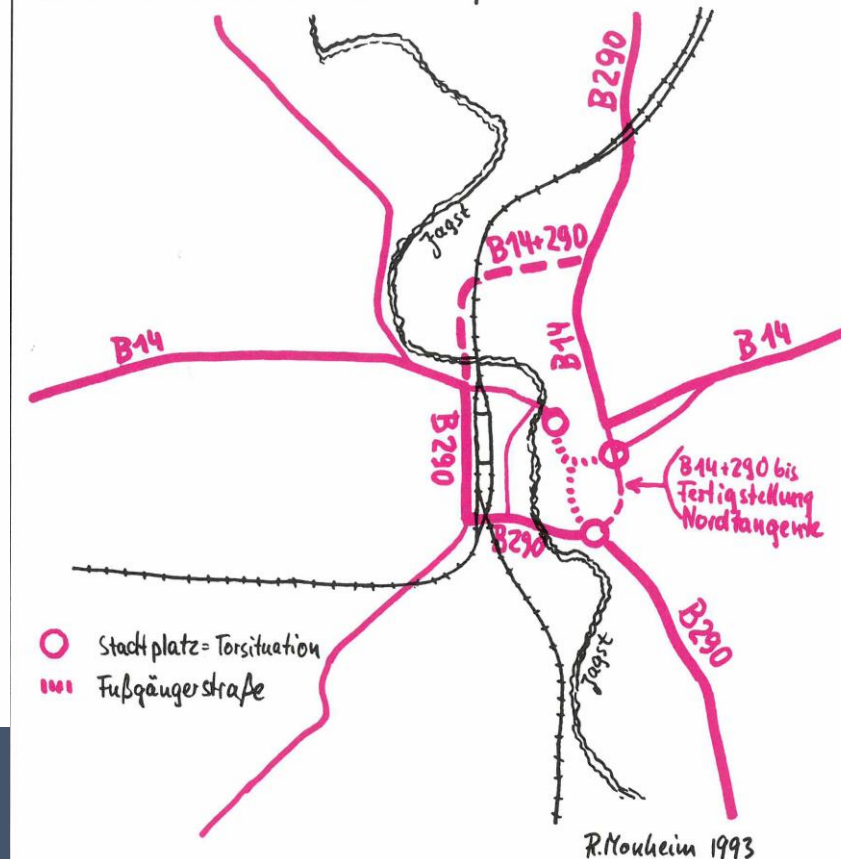 B290
Jagst
B14+290
B14
B14
B14
B290
B14+290 bis
Fertigstellung
Nordtangente
B290
B290
Jagst
Stadtplatz = Torsituation
Fußgängerstraße
R. Monheim 1993